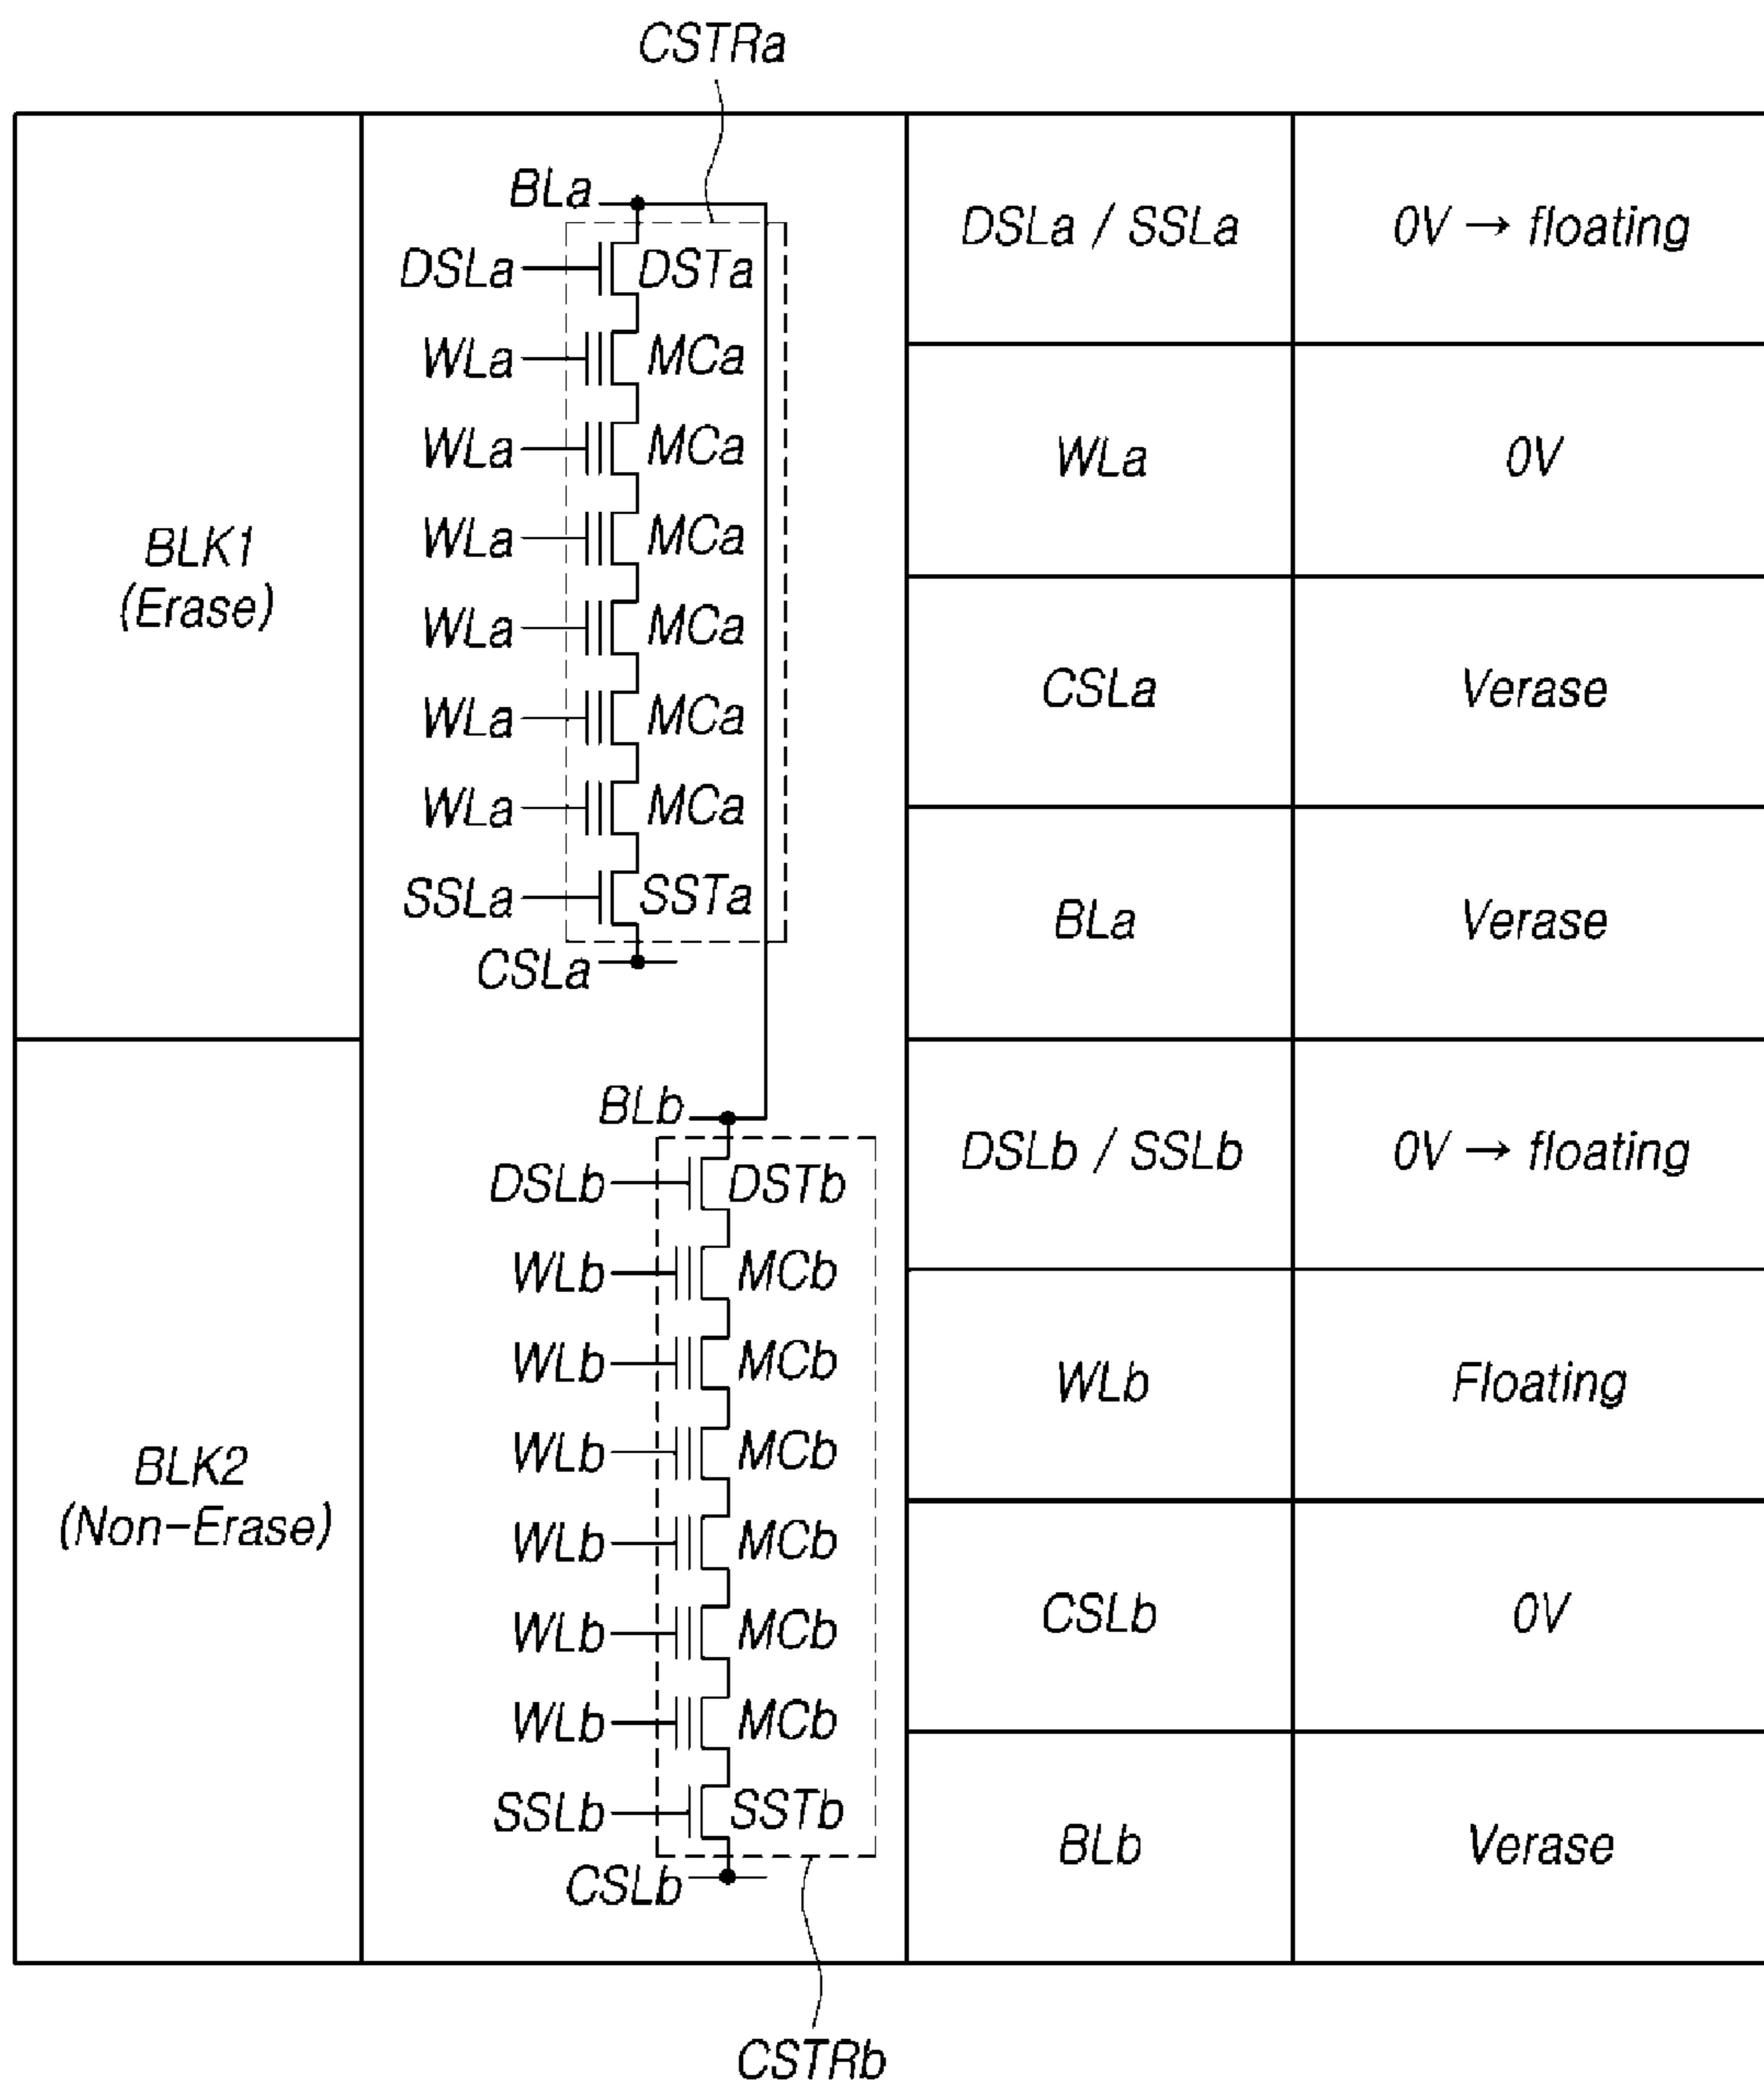 CSTRa
BLK1
(Erase)
BLa
DSLa DSTa
WLa MCa
WLa MCa
WLa MCa
WLa MCa
WLa MCa
WLa MCa
SSLa SSTa
CSLa
DSLa / SSLa 0V → floating
WLa 0V
CSLa Verase
BLa Verase
BLK2
(Non-Erase)
BLb
DSLb DSTb
WLb MCb
WLb MCb
WLb MCb
WLb MCb
WLb MCb
WLb MCb
SSLb SSTb
CSLb
DSLb / SSLb 0V → floating
WLb Floating
CSLb 0V
BLb Verase
CSTRb